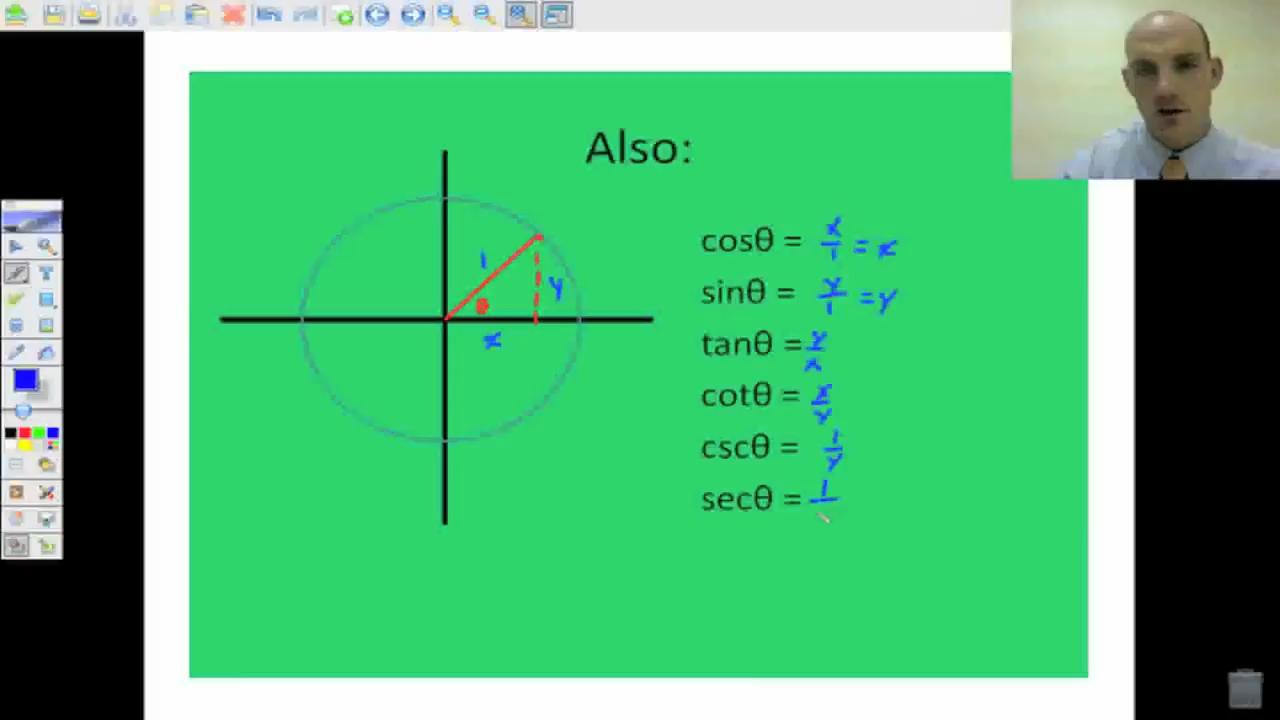 Also:
cosθ = x/1 = x
sinθ = y/1 = y
tanθ = y/x
cotθ = x/y
cscθ = 1/y
secθ = 1/
1
θ
y
x